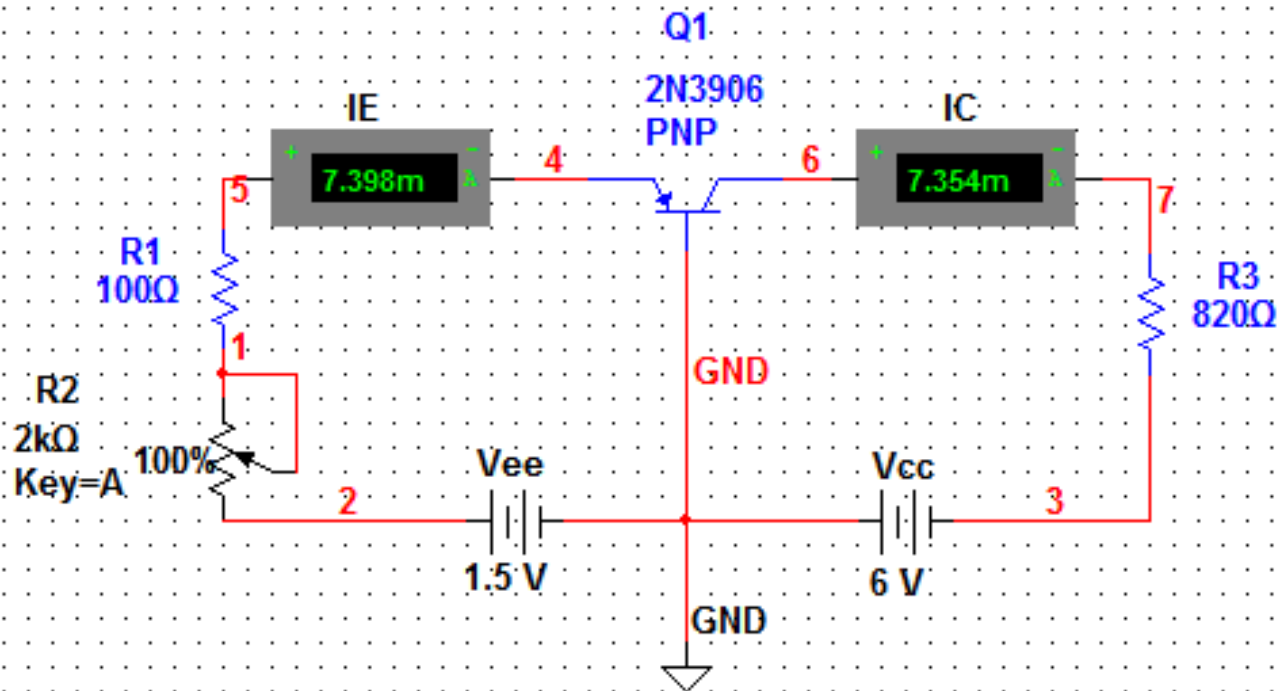 Q1
2N3906
PNP
IE
IC
+
-
7.398m
A
4
6
+
-
7.354m
A
5
7
R1
100Ω
R3
820Ω
1
GND
R2
2kΩ
100%
Key=A
Vee
Vcc
2
3
1.5 V
6 V
GND